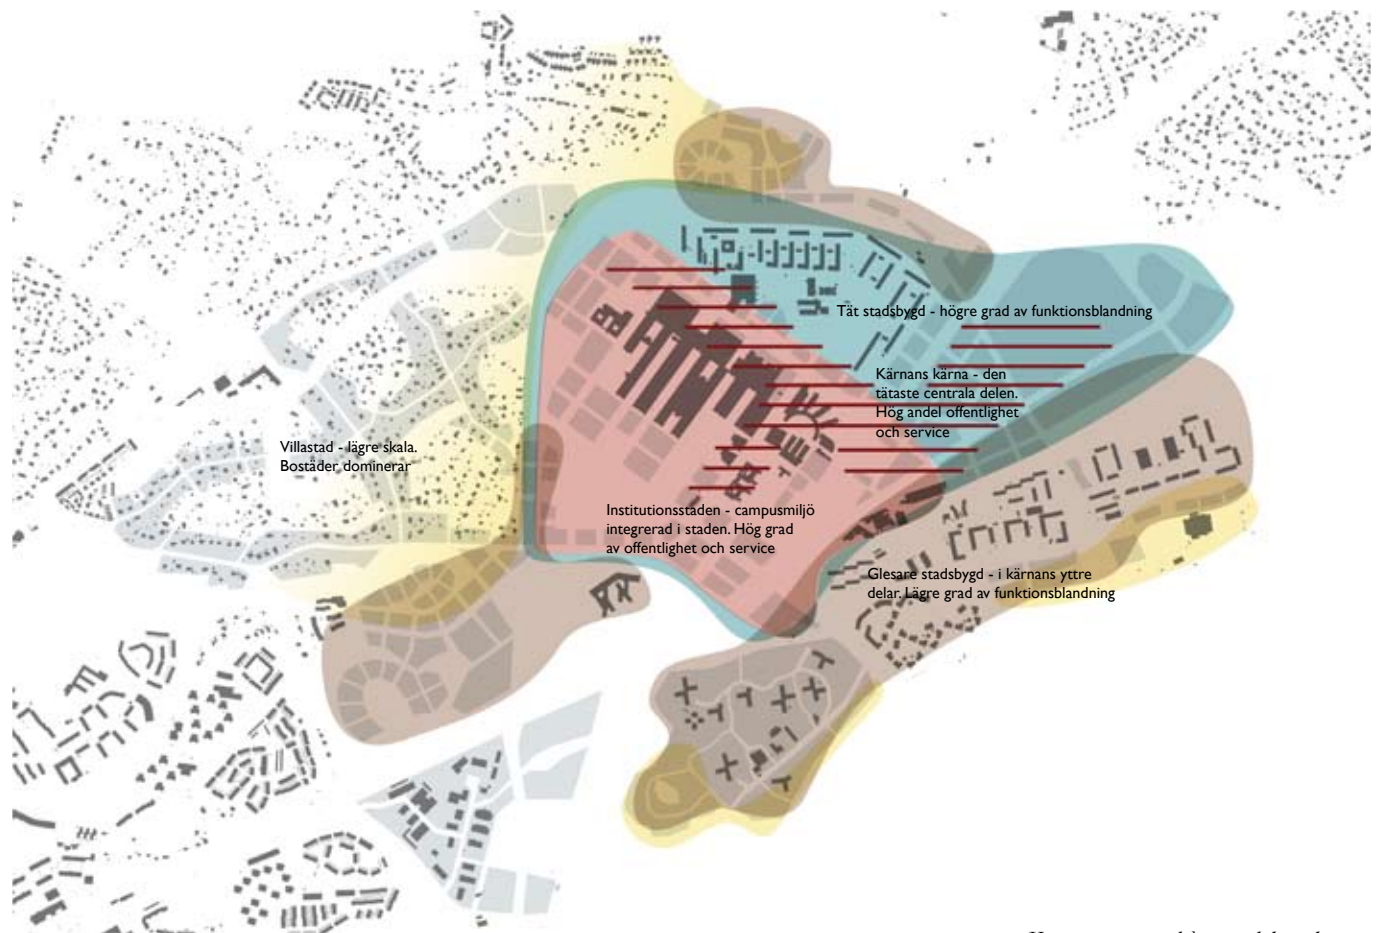 Tät stadsbygd - högre grad av funktionsblandning
Kärnans kärna - den
tätaste centrala delen.
Hög andel offentlighet
och service
Villastad - lägre skala.
Bostäder dominerar
Institutionsstaden - campusmiljö
integrerad i staden. Hög grad
av offentlighet och service
Glesare stadsbygd - i kärnans yttre
delar. Lägre grad av funktionsblandning